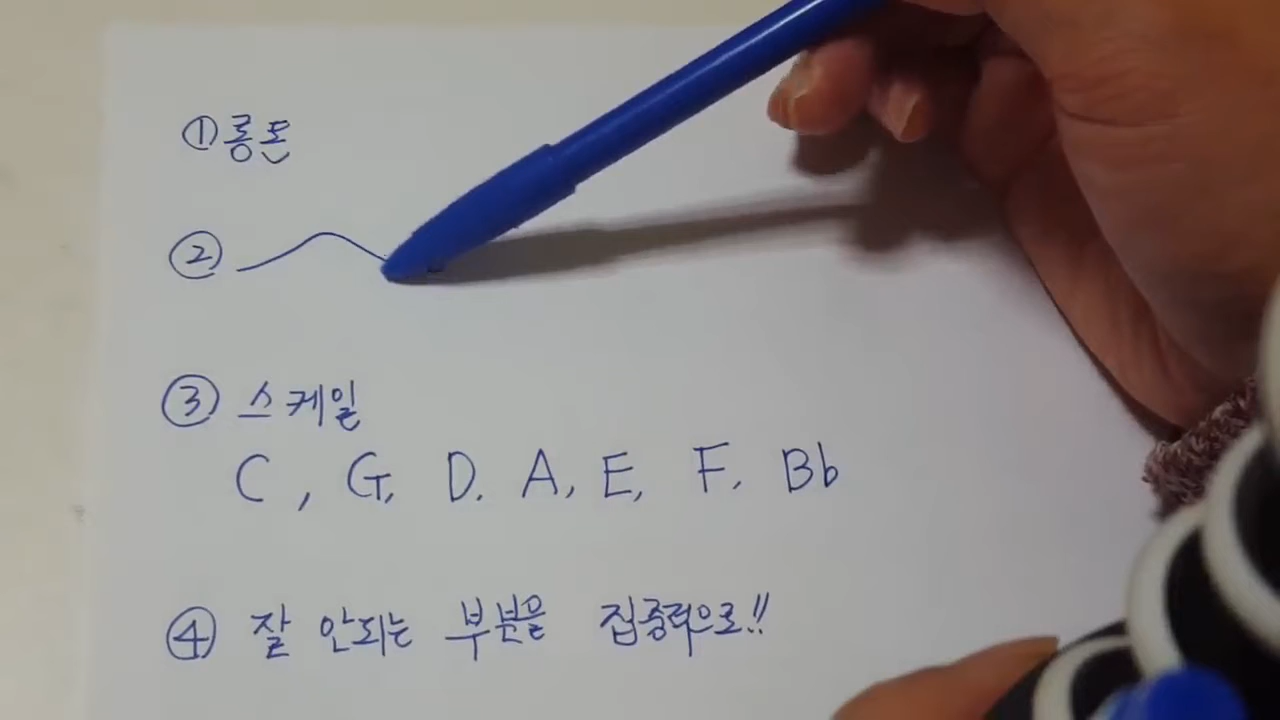 ① 롱톤
②
③ 스케일
C, G, D. A, E, F. Bb
④ 잘 안되는 부분을 집중적으로!!